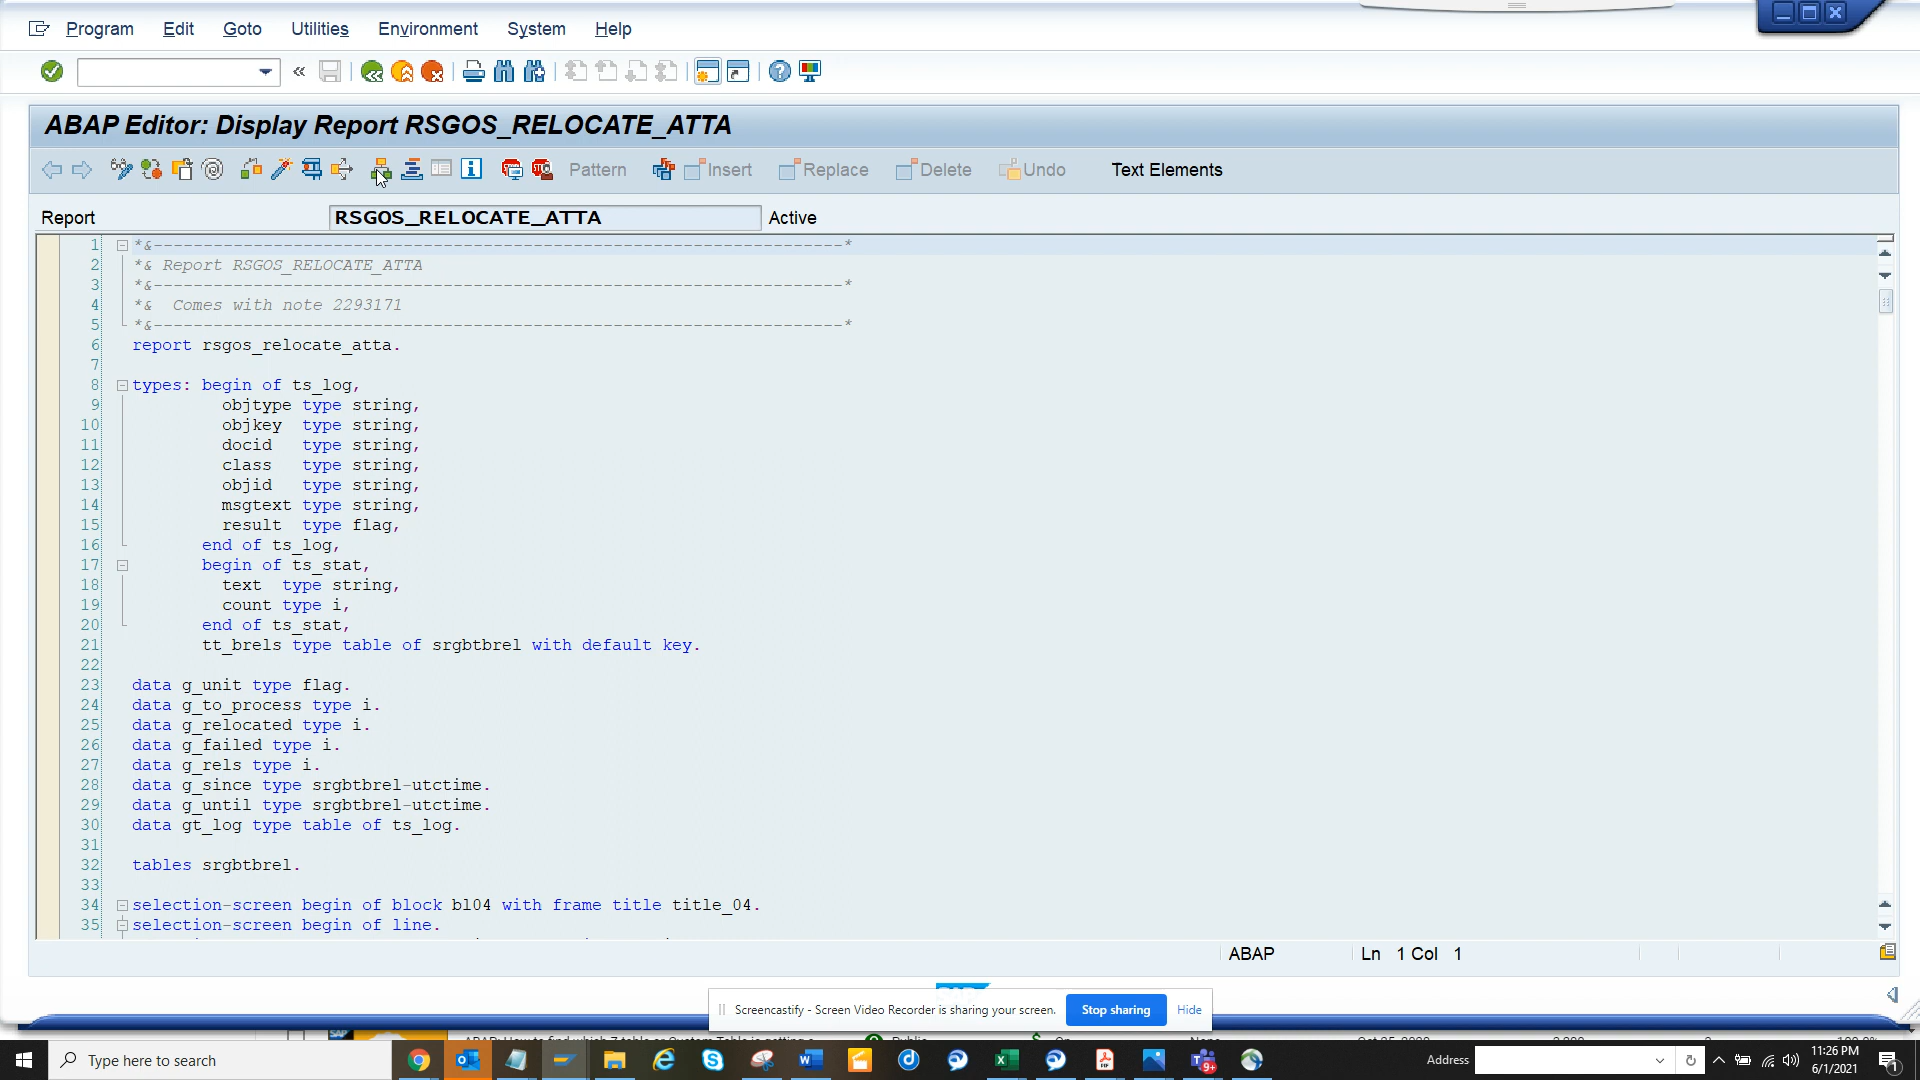 Program Edit Goto Utilities Environment System Help
ABAP Editor: Display Report RSGOS_RELOCATE_ATTA
Pattern Insert Replace Delete Undo Text Elements
Report RSGOS_RELOCATE_ATTA Active
1 *&---------------------------------------------------------------------*
2 *& Report RSGOS_RELOCATE_ATTA
3 *&---------------------------------------------------------------------*
4 *&  Comes with note 2293171
5 *&---------------------------------------------------------------------*
6 report rsgos_relocate_atta.
7
8 types: begin of ts_log,
9 objtype type string,
10 objkey  type string,
11 docid   type string,
12 class   type string,
13 objid   type string,
14 msgtext type string,
15 result  type flag,
16 end of ts_log,
17 begin of ts_stat,
18 text  type string,
19 count type i,
20 end of ts_stat,
21 tt_brels type table of srgbtbrel with default key.
22
23 data g_unit type flag.
24 data g_to_process type i.
25 data g_relocated type i.
26 data g_failed type i.
27 data g_rels type i.
28 data g_since type srgbtbrel-utctime.
29 data g_until type srgbtbrel-utctime.
30 data gt_log type table of ts_log.
31
32 tables srgbtbrel.
33
34 selection-screen begin of block bl04 with frame title title_04.
35 selection-screen begin of line.
ABAP Ln 1 Col 1
Screencastify - Screen Video Recorder is sharing your screen. Stop sharing Hide
Type here to search
Address
11:26 PM
6/1/2021